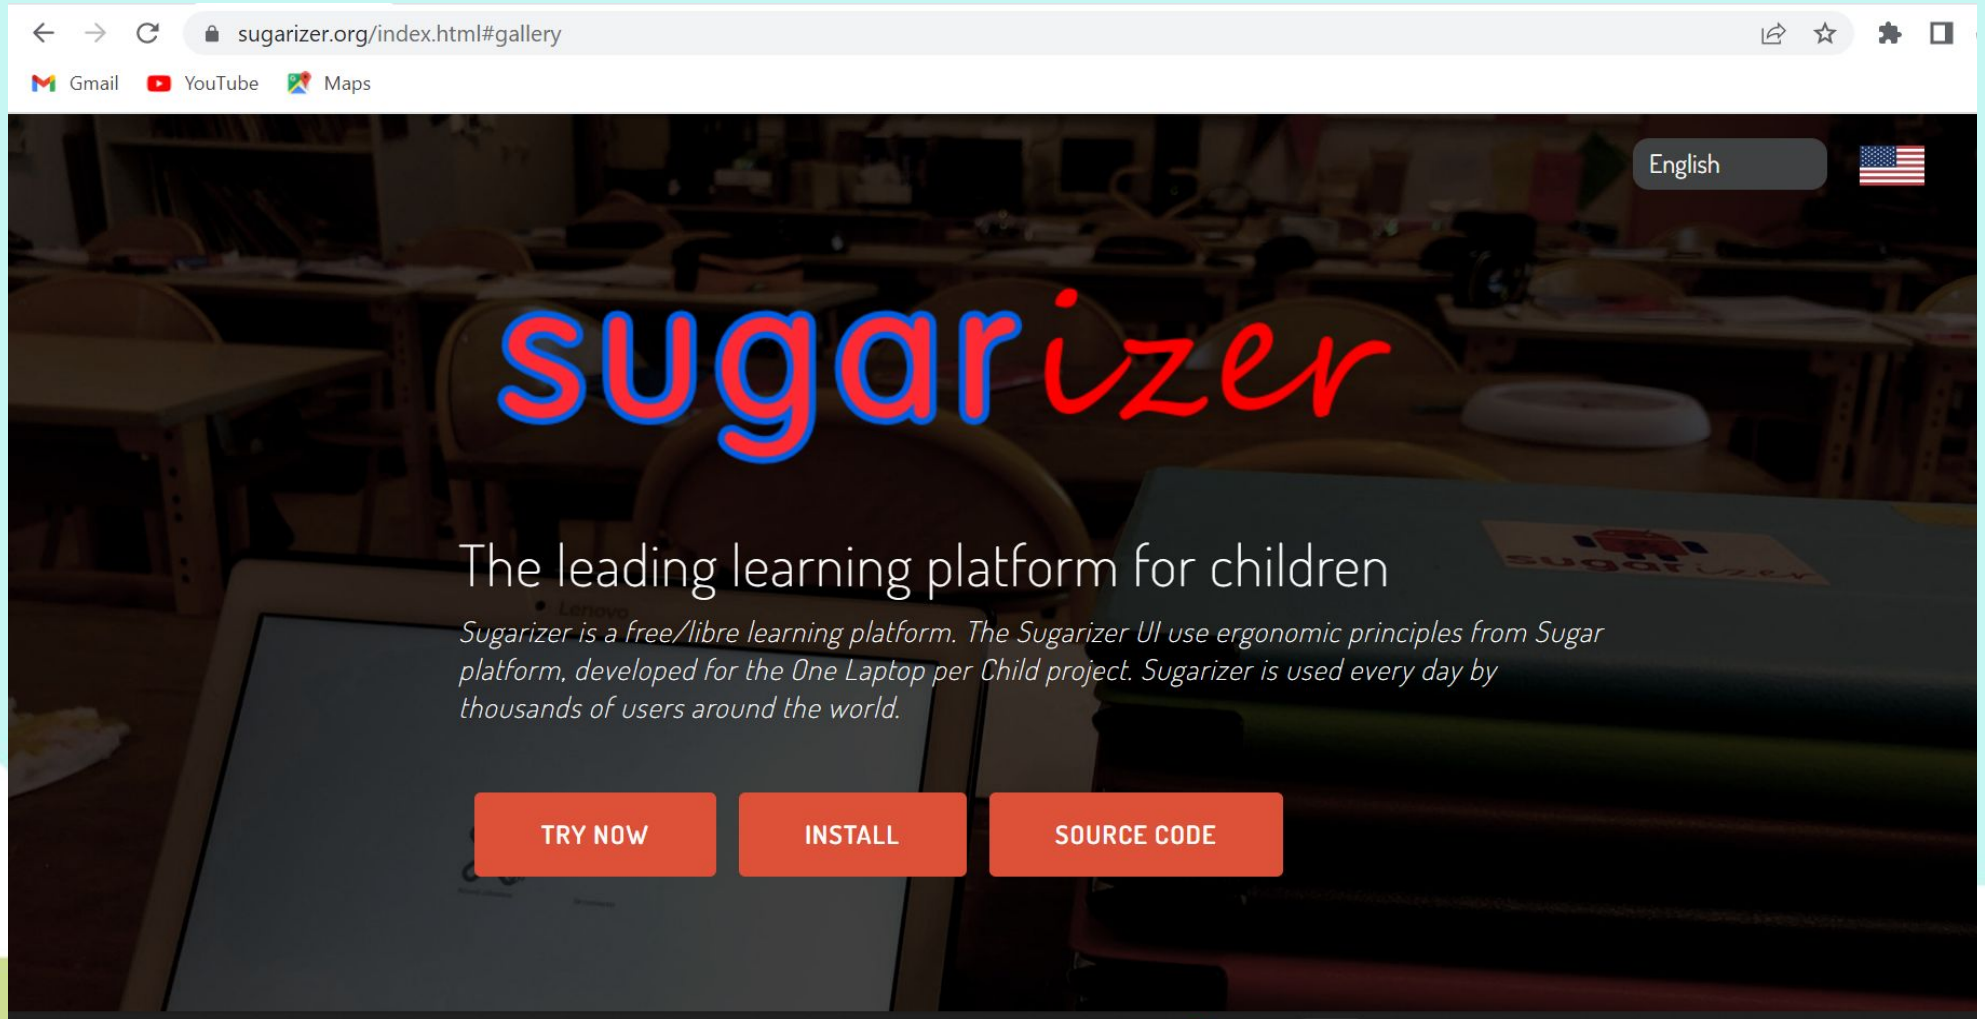 sugarizer.org/index.html#gallery
Gmail YouTube Maps
English
sugarizer
The leading learning platform for children
Lenovo
Sugarizer is a free/libre learning platform. The Sugarizer UI use ergonomic principles from Sugar
platform, developed for the One Laptop per Child project. Sugarizer is used every day by
thousands of users around the world.
sugarizer
TRY NOW INSTALL SOURCE CODE